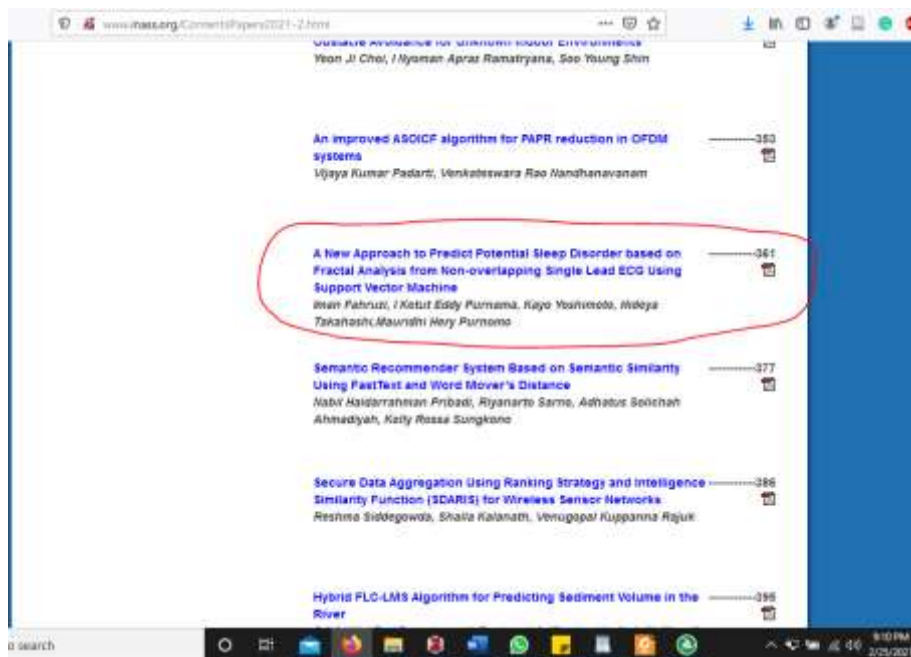 www.inass.org/ContentsPapers2021-2.html
Obstacle Avoidance for Unknown Indoor Environments
Yeon Ji Choi, I Nyoman Apraz Ramatryana, Soo Young Shin
An improved ASOICF algorithm for PAPR reduction in OFDM -----------353
systems
Vijaya Kumar Padarti, Venkateswara Rao Nandhanavanam
A New Approach to Predict Potential Sleep Disorder based on -----------361
Fractal Analysis from Non-overlapping Single Lead ECG Using
Support Vector Machine
Iman Fahruzi, I Ketut Eddy Purnama, Kayo Yoshimoto, Hideya
Takahashi,Mauridhi Hery Purnomo
Semantic Recommender System Based on Semantic Similarity -----------377
Using FastText and Word Mover's Distance
Nabil Haidarrahman Pribadi, Riyanarto Sarno, Adhatus Solichah
Ahmadiyah, Kelly Rossa Sungkono
Secure Data Aggregation Using Ranking Strategy and Intelligence -----------386
Similarity Function (SDARIS) for Wireless Sensor Networks
Reshma Siddegowda, Shaila Kalanath, Venugopal Kuppanna Rajuk
Hybrid FLC-LMS Algorithm for Predicting Sediment Volume in the -----------395
River
o search
9:10 PM
2/25/202